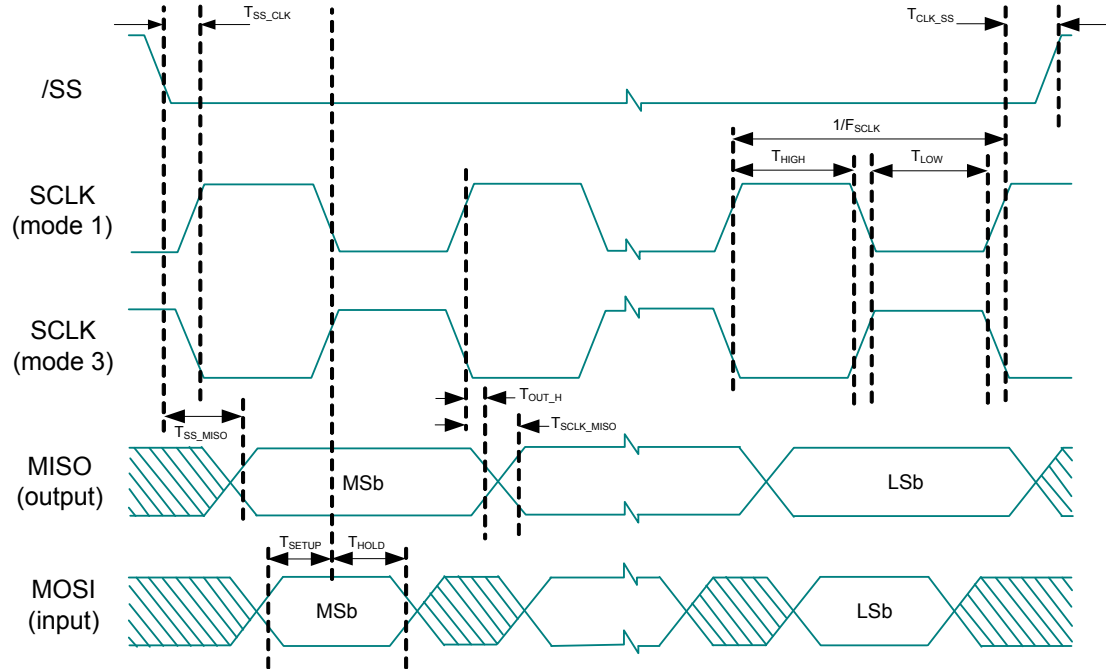 T_SS_CLK
T_CLK_SS
/SS
1/F_SCLK
T_HIGH
T_LOW
SCLK
(mode 1)
SCLK
(mode 3)
T_OUT_H
T_SS_MISO
T_SCLK_MISO
MISO
(output)
MSb
LSb
T_SETUP
T_HOLD
MOSI
(input)
MSb
LSb